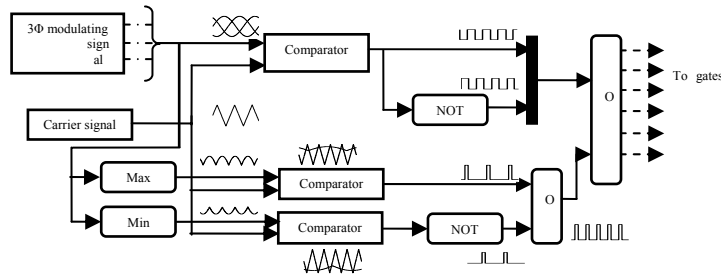 3Φ modulating
sign
al
Comparator
To gates
NOT
O
Carrier signal
Max
Comparator
O
Min
Comparator
NOT